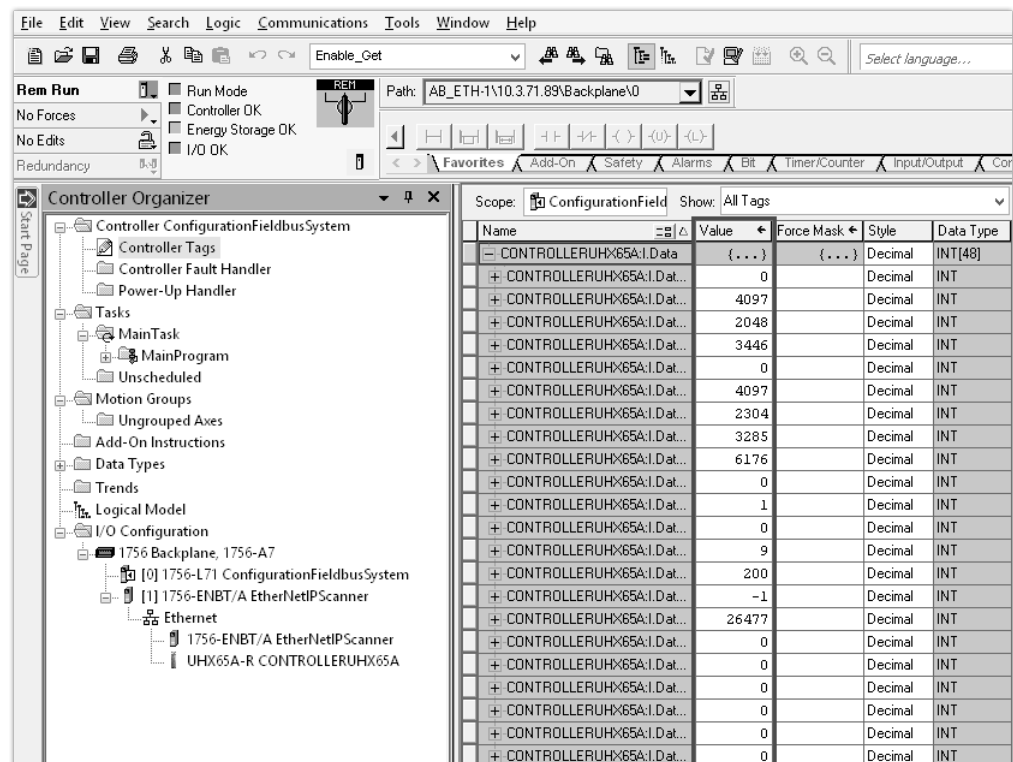 File Edit View Search Logic Communications Tools Window Help
Enable_Get
Select language...
Rem Run
Run Mode
REM
Path: AB_ETH-1\10.3.71.89\Backplane\0
No Forces
Controller OK
Energy Storage OK
No Edits
I/O OK
Redundancy
Favorites Add-On Safety Alarms Bit Timer/Counter Input/Output Cor
Start Page
Controller Organizer
Controller ConfigurationFieldbusSystem
Controller Tags
Controller Fault Handler
Power-Up Handler
Tasks
MainTask
MainProgram
Unscheduled
Motion Groups
Ungrouped Axes
Add-On Instructions
Data Types
Trends
Logical Model
I/O Configuration
1756 Backplane, 1756-A7
[0] 1756-L71 ConfigurationFieldbusSystem
[1] 1756-ENBT/A EtherNetIPScanner
Ethernet
1756-ENBT/A EtherNetIPScanner
UHX65A-R CONTROLLERUHX65A
Scope: ConfigurationField Show: All Tags
Name Value Force Mask Style Data Type
CONTROLLERUHX65A:I.Data {...} {...} Decimal INT[48]
CONTROLLERUHX65A:I.Dat... 0 Decimal INT
CONTROLLERUHX65A:I.Dat... 4097 Decimal INT
CONTROLLERUHX65A:I.Dat... 2048 Decimal INT
CONTROLLERUHX65A:I.Dat... 3446 Decimal INT
CONTROLLERUHX65A:I.Dat... 0 Decimal INT
CONTROLLERUHX65A:I.Dat... 4097 Decimal INT
CONTROLLERUHX65A:I.Dat... 2304 Decimal INT
CONTROLLERUHX65A:I.Dat... 3285 Decimal INT
CONTROLLERUHX65A:I.Dat... 6176 Decimal INT
CONTROLLERUHX65A:I.Dat... 0 Decimal INT
CONTROLLERUHX65A:I.Dat... 1 Decimal INT
CONTROLLERUHX65A:I.Dat... 0 Decimal INT
CONTROLLERUHX65A:I.Dat... 9 Decimal INT
CONTROLLERUHX65A:I.Dat... 200 Decimal INT
CONTROLLERUHX65A:I.Dat... -1 Decimal INT
CONTROLLERUHX65A:I.Dat... 26477 Decimal INT
CONTROLLERUHX65A:I.Dat... 0 Decimal INT
CONTROLLERUHX65A:I.Dat... 0 Decimal INT
CONTROLLERUHX65A:I.Dat... 0 Decimal INT
CONTROLLERUHX65A:I.Dat... 0 Decimal INT
CONTROLLERUHX65A:I.Dat... 0 Decimal INT
CONTROLLERUHX65A:I.Dat... 0 Decimal INT